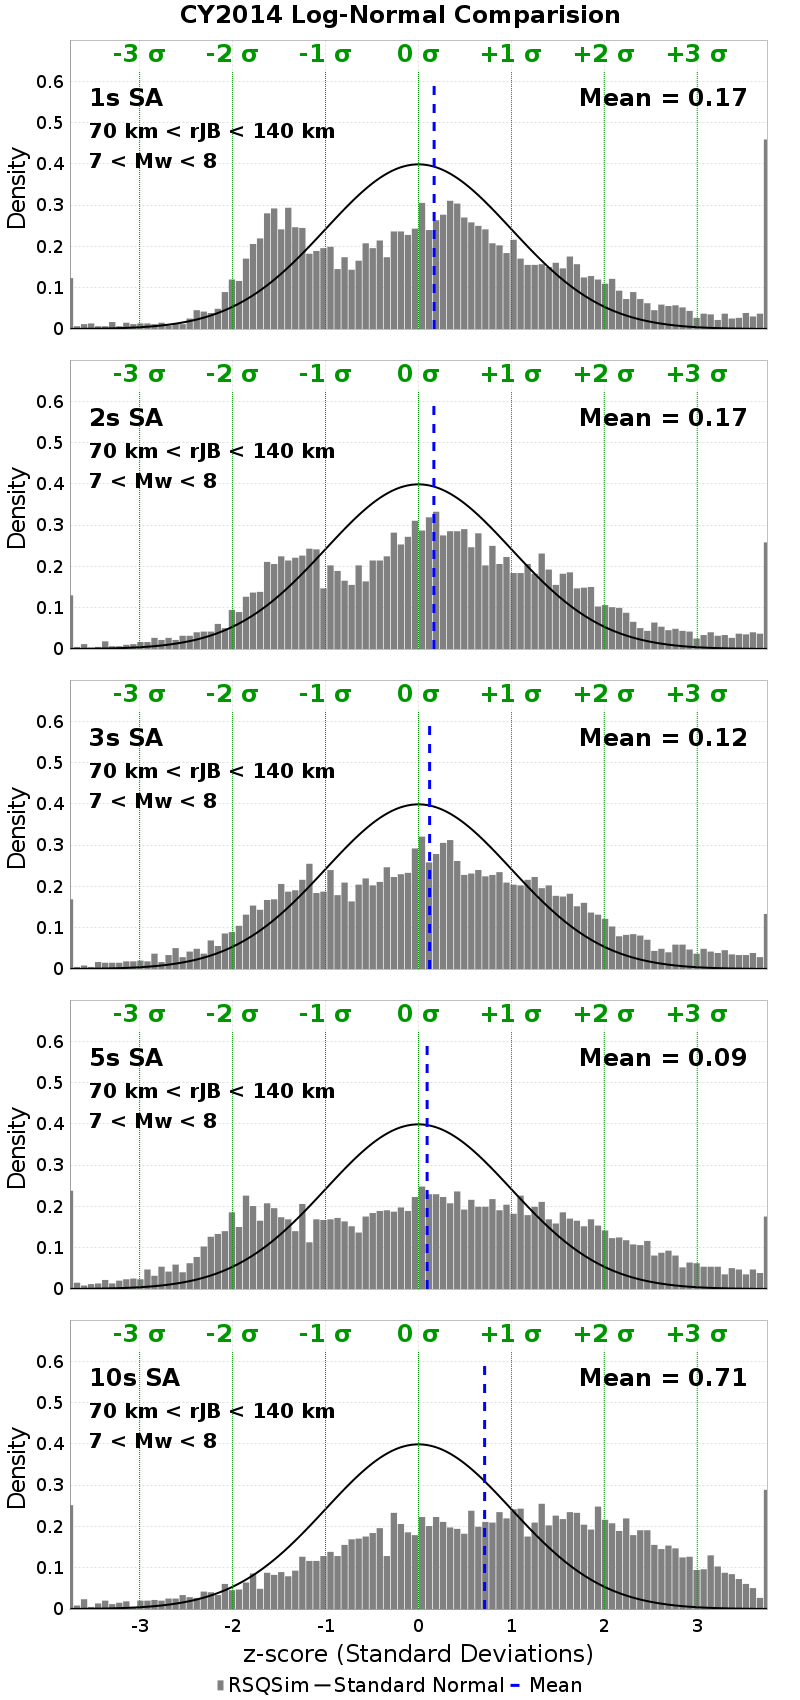 CY2014 Log-Normal Comparision
-3 σ -2 σ -1 σ 0 σ +1 σ +2 σ +3 σ
1s SA Mean = 0.17
70 km < rJB < 140 km
7 < Mw < 8
Density
0.6
0.5
0.4
0.3
0.2
0.1
0
-3 σ -2 σ -1 σ 0 σ +1 σ +2 σ +3 σ
2s SA Mean = 0.17
70 km < rJB < 140 km
7 < Mw < 8
Density
0.6
0.5
0.4
0.3
0.2
0.1
0
-3 σ -2 σ -1 σ 0 σ +1 σ +2 σ +3 σ
3s SA Mean = 0.12
70 km < rJB < 140 km
7 < Mw < 8
Density
0.6
0.5
0.4
0.3
0.2
0.1
0
-3 σ -2 σ -1 σ 0 σ +1 σ +2 σ +3 σ
5s SA Mean = 0.09
70 km < rJB < 140 km
7 < Mw < 8
Density
0.6
0.5
0.4
0.3
0.2
0.1
0
-3 σ -2 σ -1 σ 0 σ +1 σ +2 σ +3 σ
10s SA Mean = 0.71
70 km < rJB < 140 km
7 < Mw < 8
Density
0.6
0.5
0.4
0.3
0.2
0.1
0
-3 -2 -1 0 1 2 3
z-score (Standard Deviations)
RSQSim Standard Normal Mean